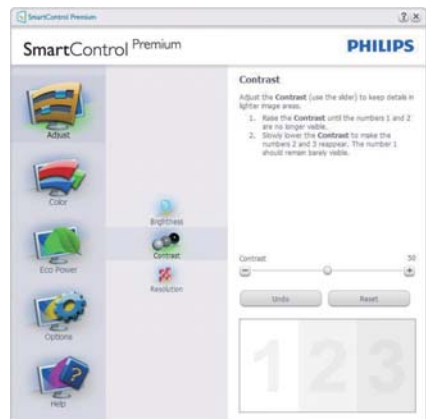 SmartControl Premium
SmartControl Premium
PHILIPS
Adjust
Color
Eco Power
Options
Help
Brightness
Contrast
Resolution
Contrast
Adjust the Contrast (use the slider) to keep details in
lighter image areas.
1. Raise the Contrast until the numbers 1 and 2
are no longer visible.
2. Slowly lower the Contrast to make the
numbers 2 and 3 reappear. The number 1
should remain barely visible.
Contrast
50
Undo
Reset
1 2 3